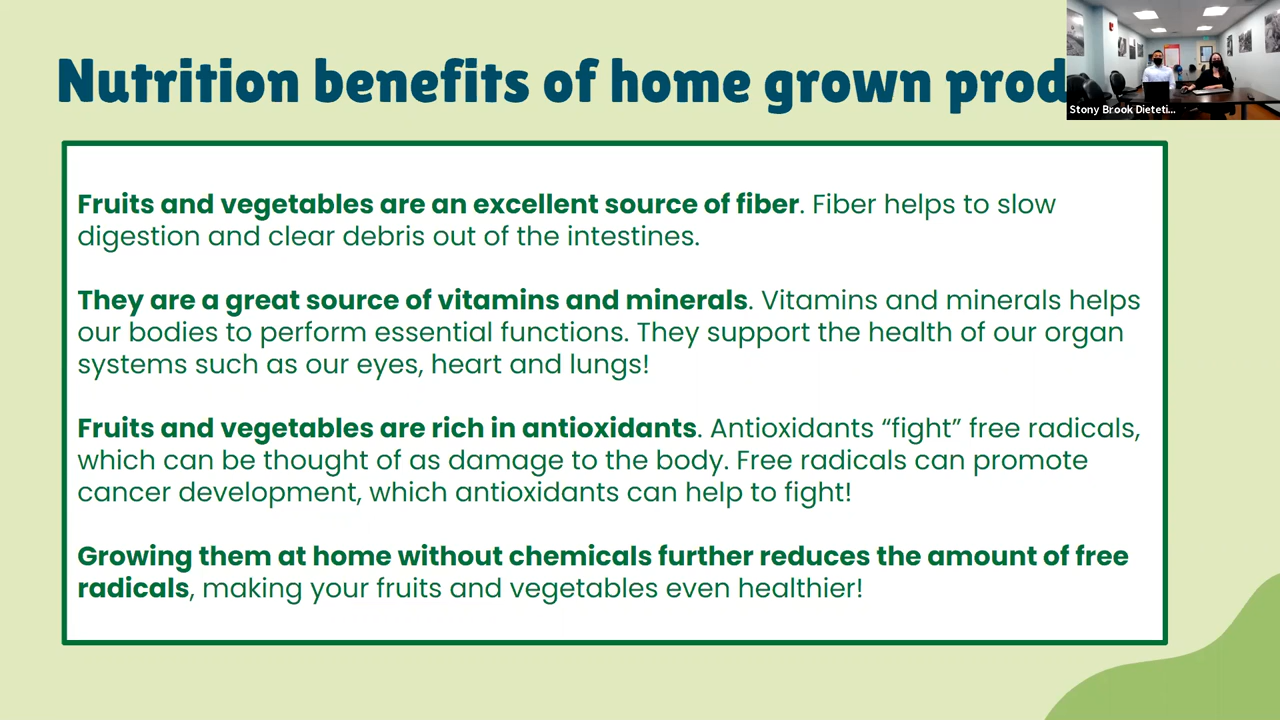 Nutrition benefits of home grown prod
Stony Brook Dieteti...
Fruits and vegetables are an excellent source of fiber. Fiber helps to slow
digestion and clear debris out of the intestines.
They are a great source of vitamins and minerals. Vitamins and minerals helps
our bodies to perform essential functions. They support the health of our organ
systems such as our eyes, heart and lungs!
Fruits and vegetables are rich in antioxidants. Antioxidants “fight” free radicals,
which can be thought of as damage to the body. Free radicals can promote
cancer development, which antioxidants can help to fight!
Growing them at home without chemicals further reduces the amount of free
radicals, making your fruits and vegetables even healthier!